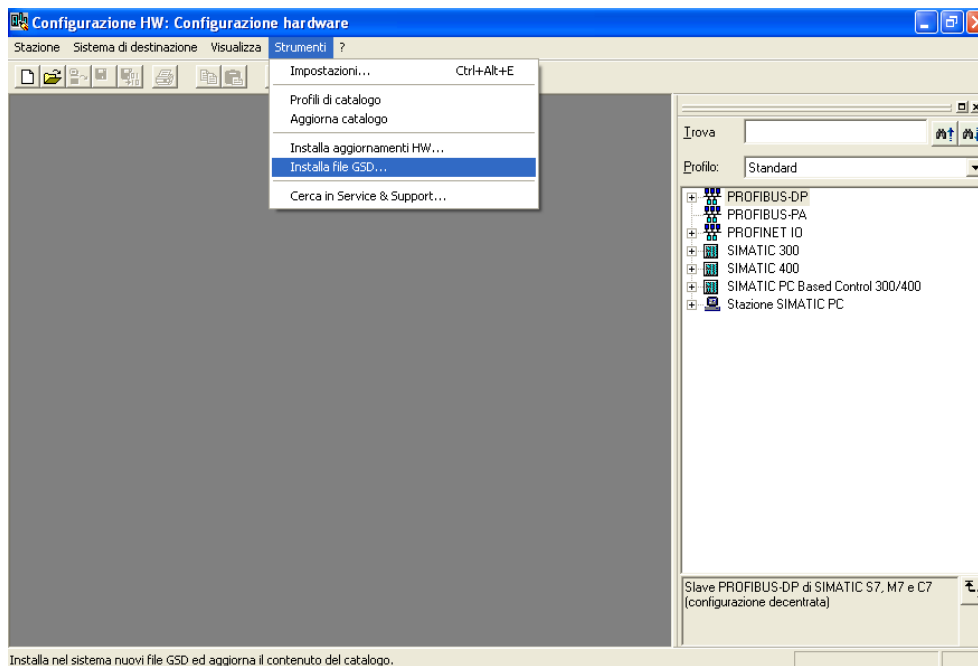 Configurazione HW: Configurazione hardware
Stazione Sistema di destinazione Visualizza Strumenti ?
Impostazioni... Ctrl+Alt+E
Profili di catalogo
Aggiorna catalogo
Installa aggiornamenti HW...
Installa file GSD...
Cerca in Service & Support...
Trova
Profilo: Standard
PROFIBUS-DP
PROFIBUS-PA
PROFINET IO
SIMATIC 300
SIMATIC 400
SIMATIC PC Based Control 300/400
Stazione SIMATIC PC
Slave PROFIBUS-DP di SIMATIC S7, M7 e C7
(configurazione decentrata)
Installa nel sistema nuovi file GSD ed aggiorna il contenuto del catalogo.